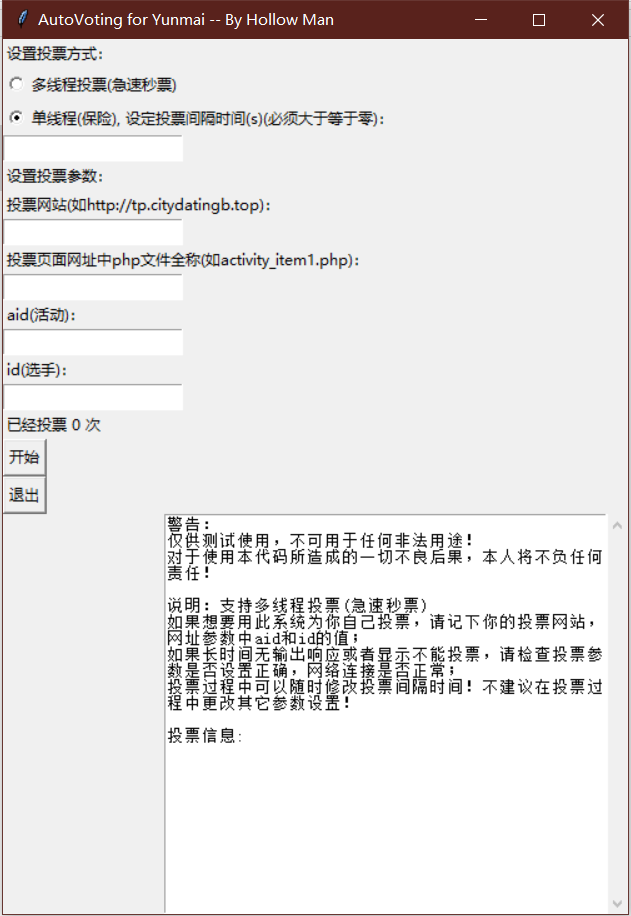 AutoVoting for Yunmai -- By Hollow Man
设置投票方式：
多线程投票(急速秒票)
单线程(保险), 设定投票间隔时间(s)(必须大于等于零)：
设置投票参数：
投票网站(如http://tp.citydatingb.top)：
投票页面网址中php文件全称(如activity_item1.php)：
aid(活动)：
id(选手)：
已经投票 0 次
开始
退出
警告：
仅供测试使用，不可用于任何非法用途！
对于使用本代码所造成的一切不良后果，本人将不负任何
责任！
说明：支持多线程投票(急速秒票)
如果想要用此系统为你自己投票，请记下你的投票网站，
网址参数中aid和id的值；
如果长时间无输出响应或者显示不能投票，请检查投票参
数是否设置正确，网络连接是否正常；
投票过程中可以随时修改投票间隔时间！不建议在投票过
程中更改其它参数设置！
投票信息: